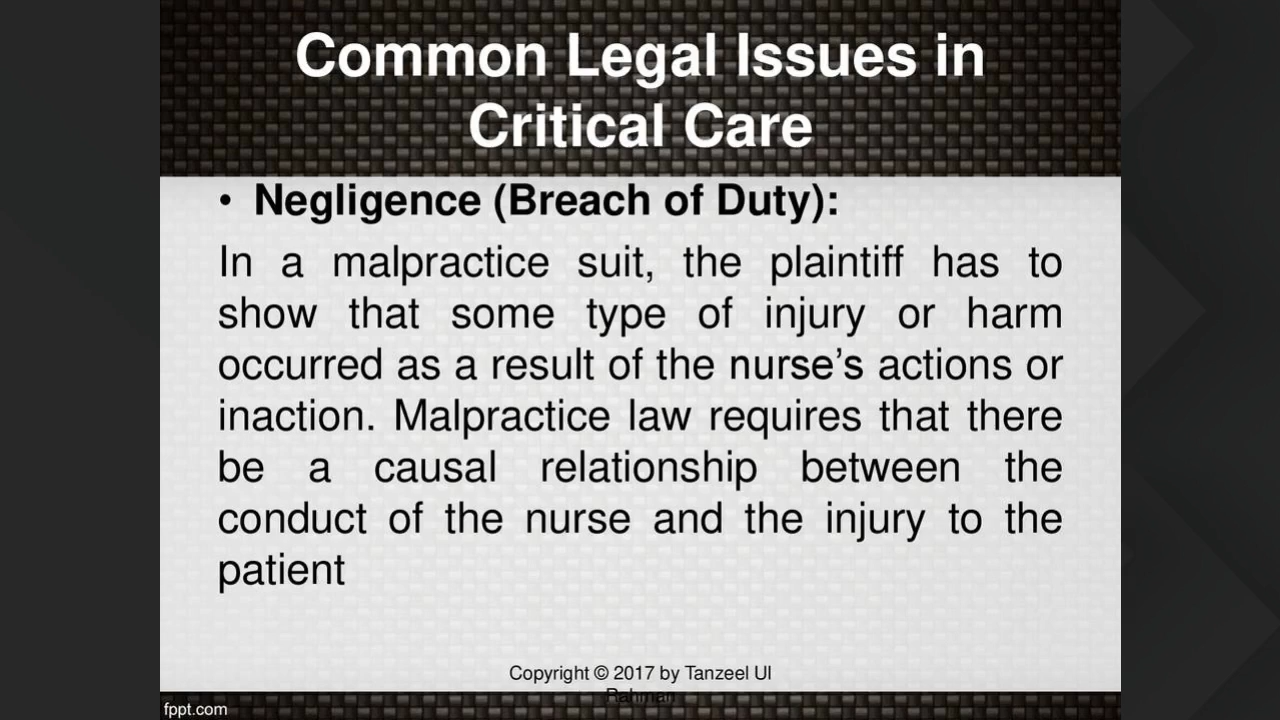 Common Legal Issues in
Critical Care
• Negligence (Breach of Duty):
In a malpractice suit, the plaintiff has to
show that some type of injury or harm
occurred as a result of the nurse’s actions or
inaction. Malpractice law requires that there
be a causal relationship between the
conduct of the nurse and the injury to the
patient
Copyright © 2017 by Tanzeel Ul
Rahman
fppt.com